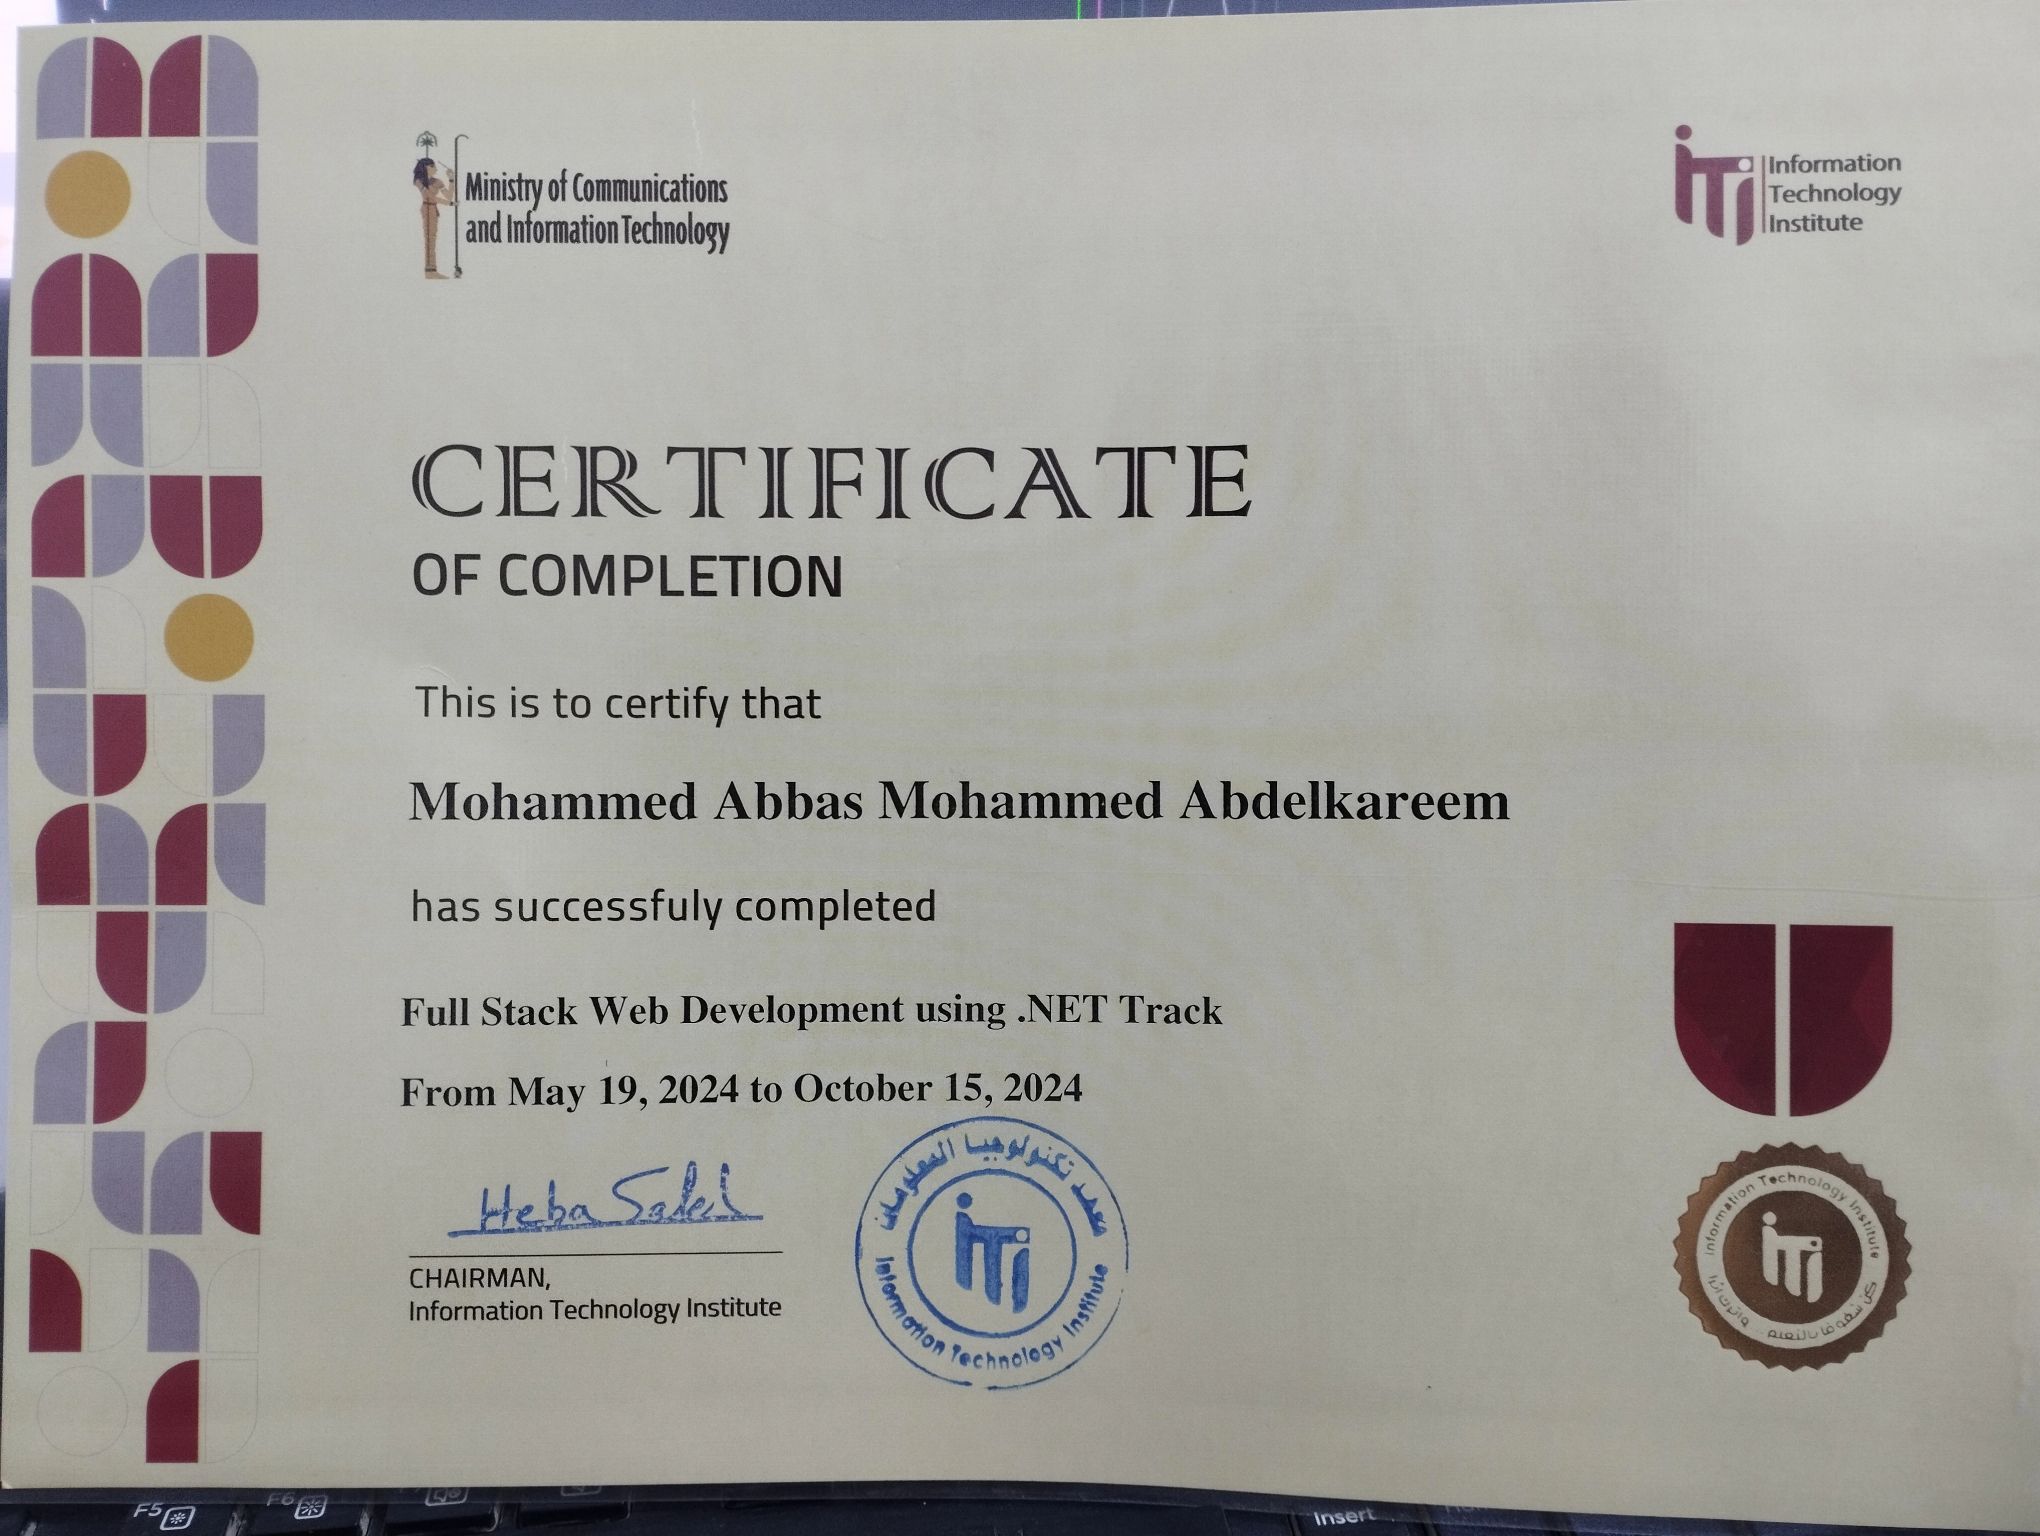 Ministry of Communications
and Information Technology
iTi
Information
Technology
Institute
CERTIFICATE
OF COMPLETION
This is to certify that
Mohammed Abbas Mohammed Abdelkareem
has successfuly completed
Full Stack Web Development using .NET Track
From May 19, 2024 to October 15, 2024
Heba Saleh
CHAIRMAN,
Information Technology Institute
معهد تكنولوجيا المعلومات
iTi
Information Technology Institute
Information Technology Institute
iTi
F5
F6
Insert